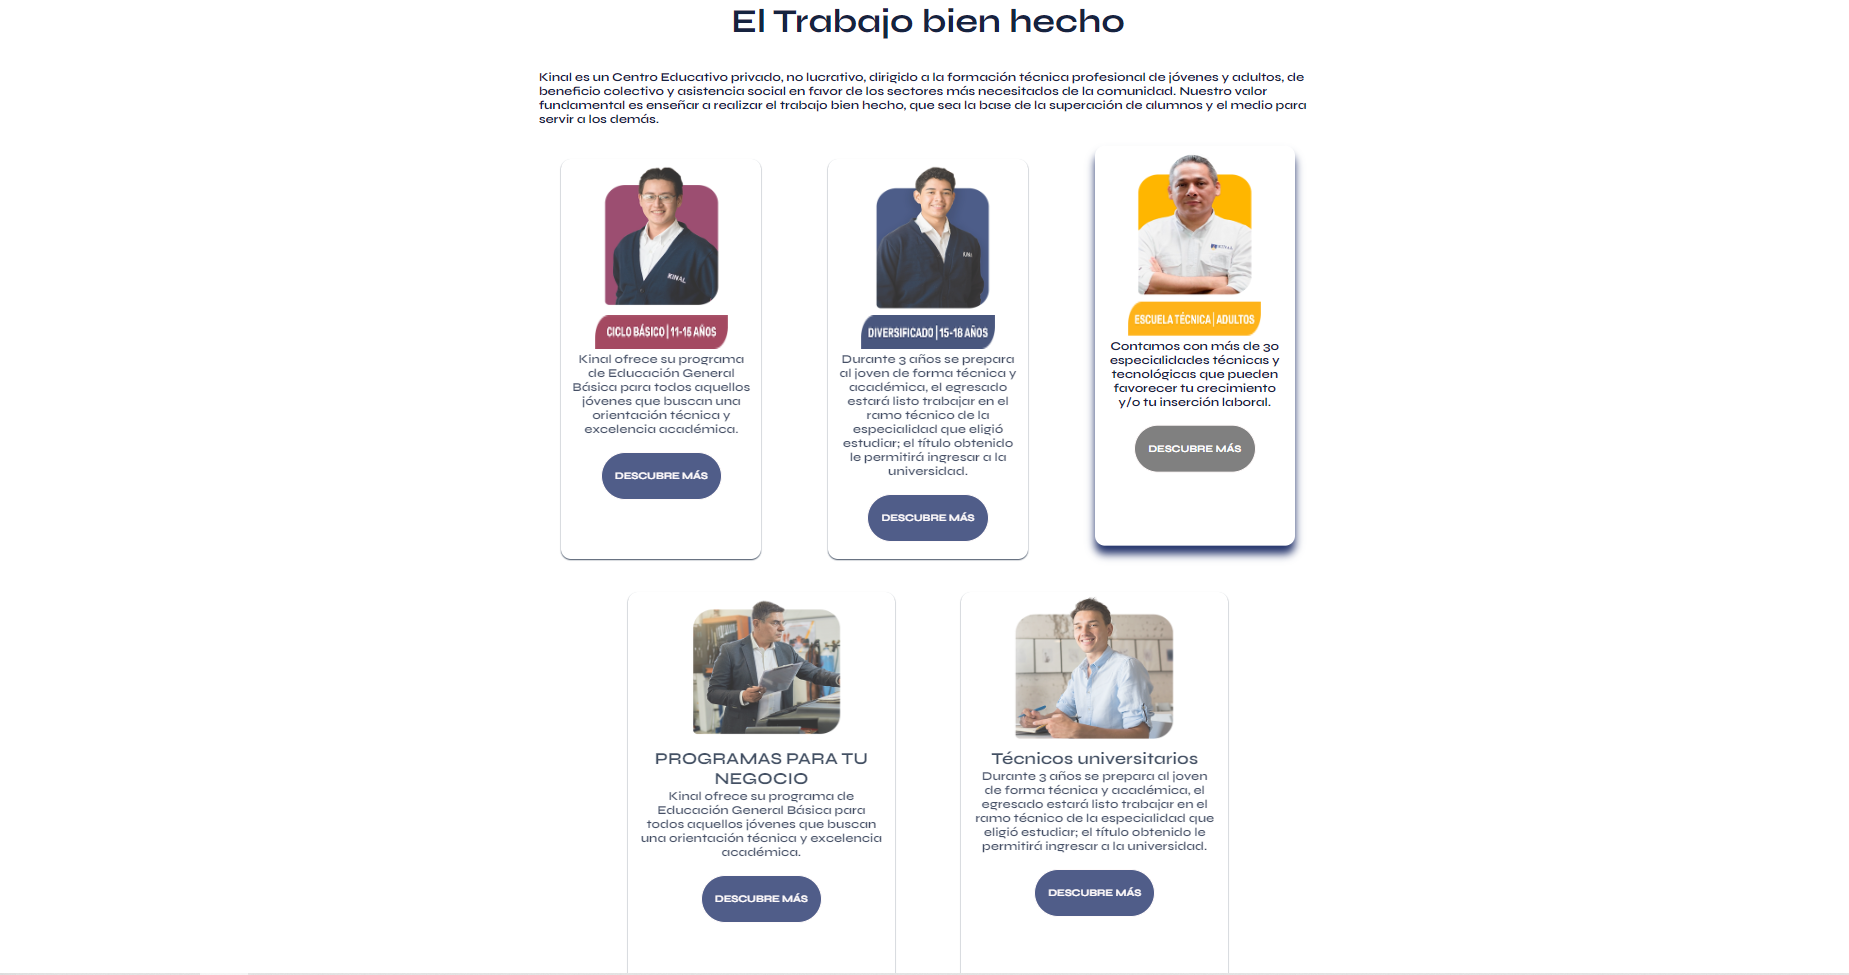 El Trabajo bien hecho
Kinal es un Centro Educativo privado, no lucrativo, dirigido a la formación técnica profesional de jóvenes y adultos, de
beneficio colectivo y asistencia social en favor de los sectores más necesitados de la comunidad. Nuestro valor
fundamental es enseñar a realizar el trabajo bien hecho, que sea la base de la superación de alumnos y el medio para
servir a los demás.
KINAL
CICLO BÁSICO | 11-15 AÑOS
Kinal ofrece su programa
de Educación General
Básica para todos aquellos
jóvenes que buscan una
orientación técnica y
excelencia académica.
DESCUBRE MÁS
DIVERSIFICADO | 15-18 AÑOS
Durante 3 años se prepara
al joven de forma técnica y
académica, el egresado
estará listo trabajar en el
ramo técnico de la
especialidad que eligió
estudiar; el título obtenido
le permitirá ingresar a la
universidad.
DESCUBRE MÁS
KINAL
ESCUELA TÉCNICA | ADULTOS
Contamos con más de 30
especialidades técnicas y
tecnológicas que pueden
favorecer tu crecimiento
y/o tu inserción laboral.
DESCUBRE MÁS
PROGRAMAS PARA TU
NEGOCIO
Kinal ofrece su programa de
Educación General Básica para
todos aquellos jóvenes que buscan
una orientación técnica y excelencia
académica.
DESCUBRE MÁS
Técnicos universitarios
Durante 3 años se prepara al joven
de forma técnica y académica, el
egresado estará listo trabajar en el
ramo técnico de la especialidad que
eligió estudiar; el título obtenido le
permitirá ingresar a la universidad.
DESCUBRE MÁS